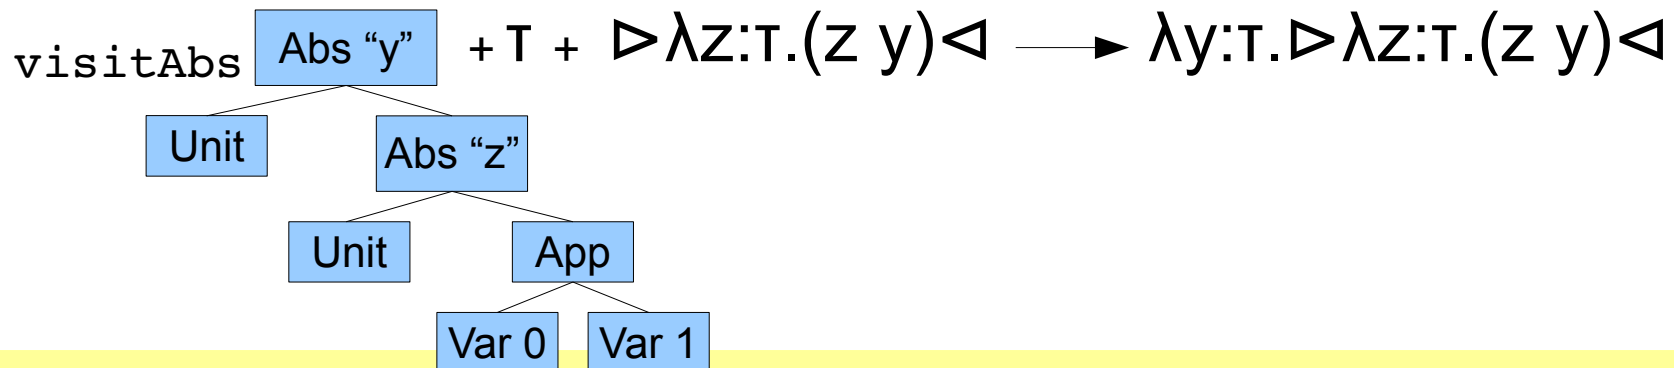 visitAbs Abs “y” + τ + ⊳λz:τ.(z y)⊲ → λy:τ.⊳λz:τ.(z y)⊲
Unit Abs “z”
Unit App
Var 0 Var 1